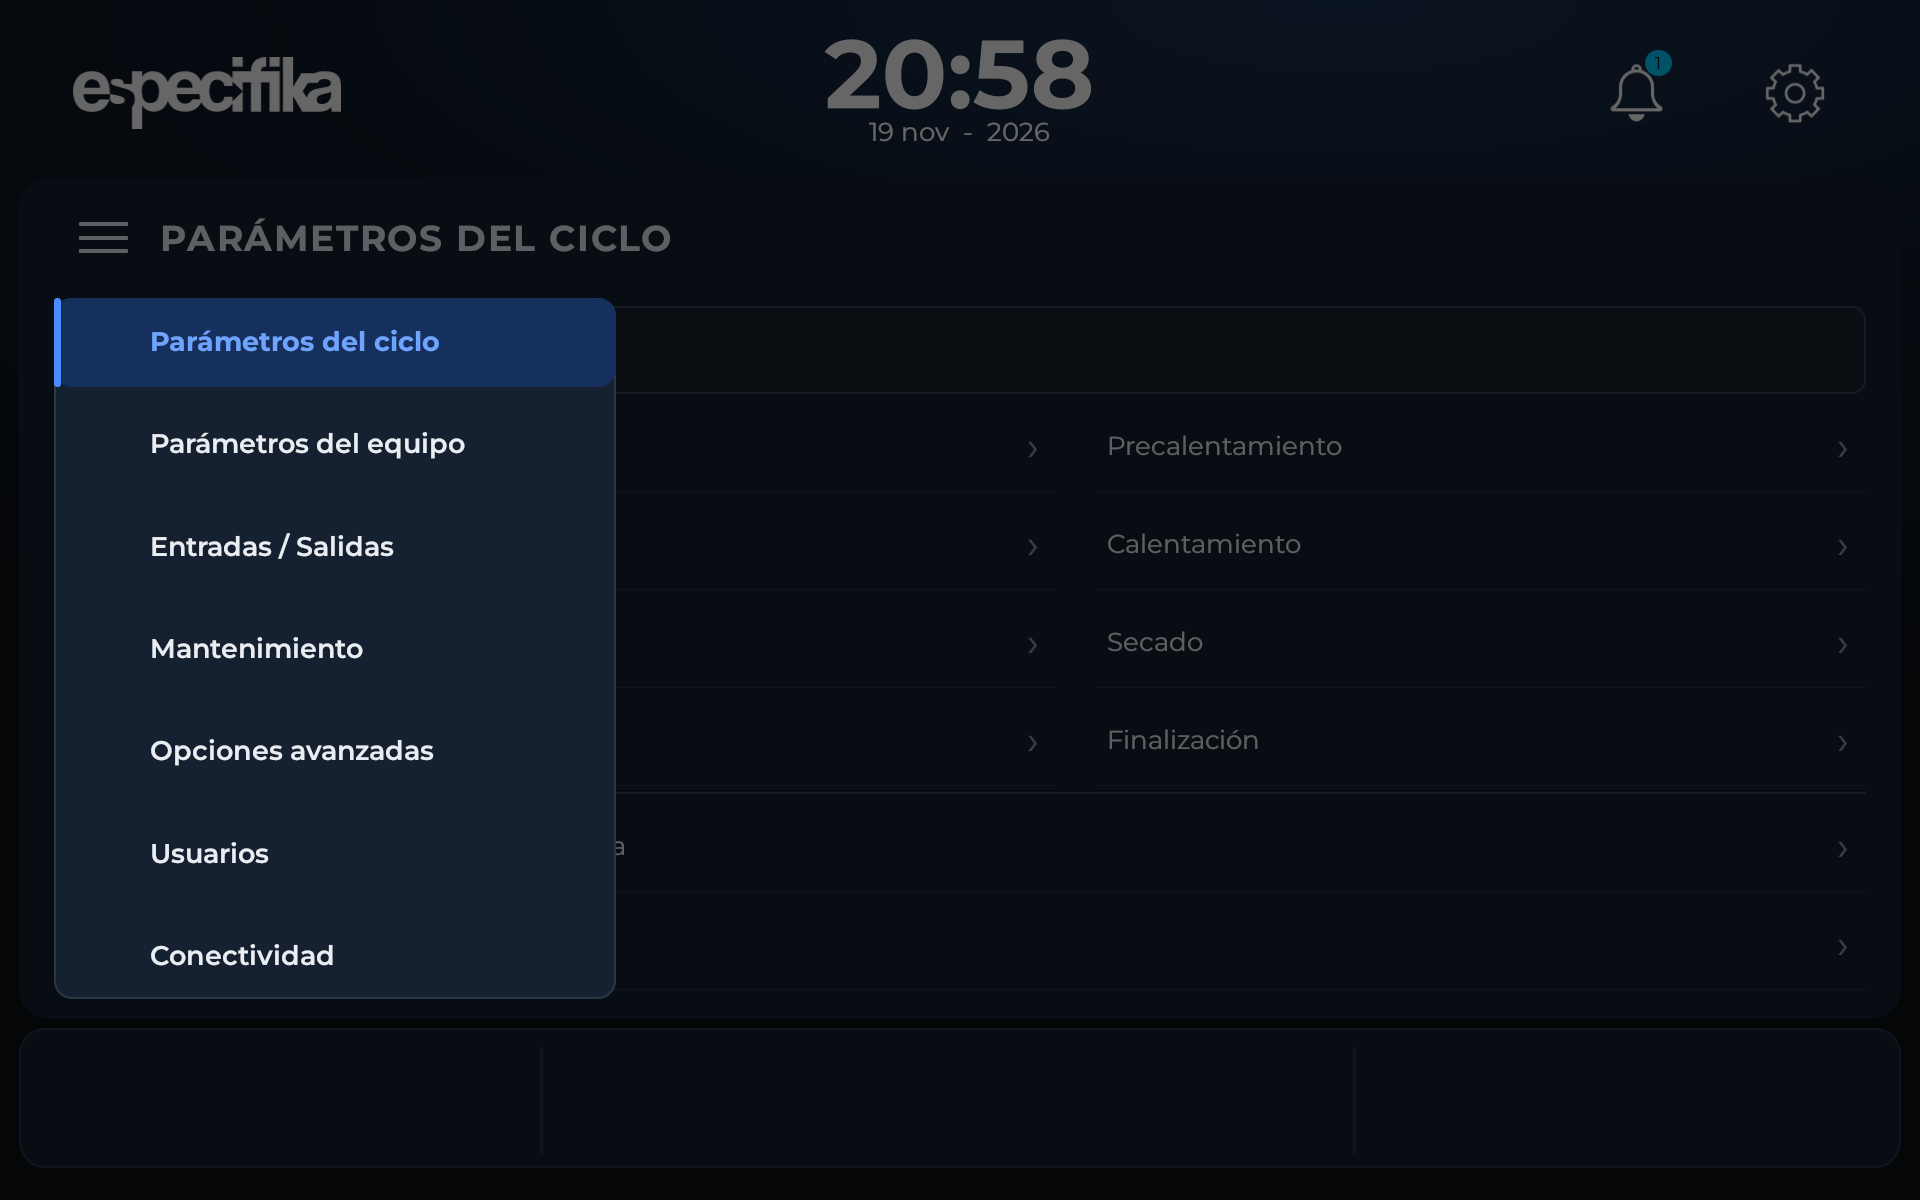 especifika
20:58
19 nov - 2026
1
PARÁMETROS DEL CICLO
Parámetros del ciclo
Parámetros del equipo
Entradas / Salidas
Mantenimiento
Opciones avanzadas
Usuarios
Conectividad
Precalentamiento
Calentamiento
Secado
Finalización
a